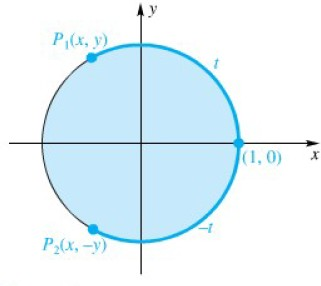 y
P₁(x, y)
t
(1, 0)
x
–t
P₂(x, –y)